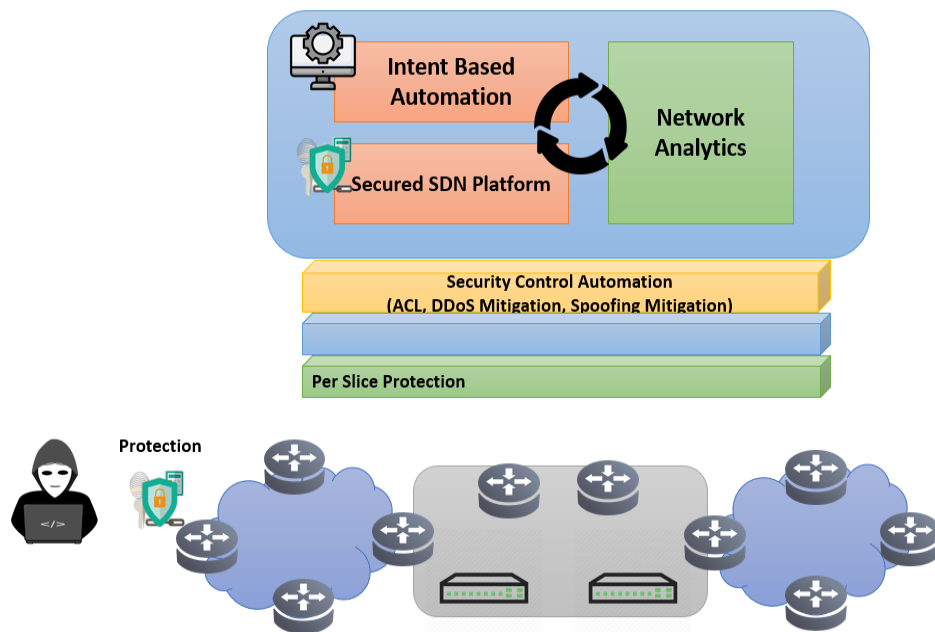 Intent Based
Automation
Network
Analytics
Secured SDN Platform
Security Control Automation
(ACL, DDoS Mitigation, Spoofing Mitigation)
Per Slice Protection
Protection
</>